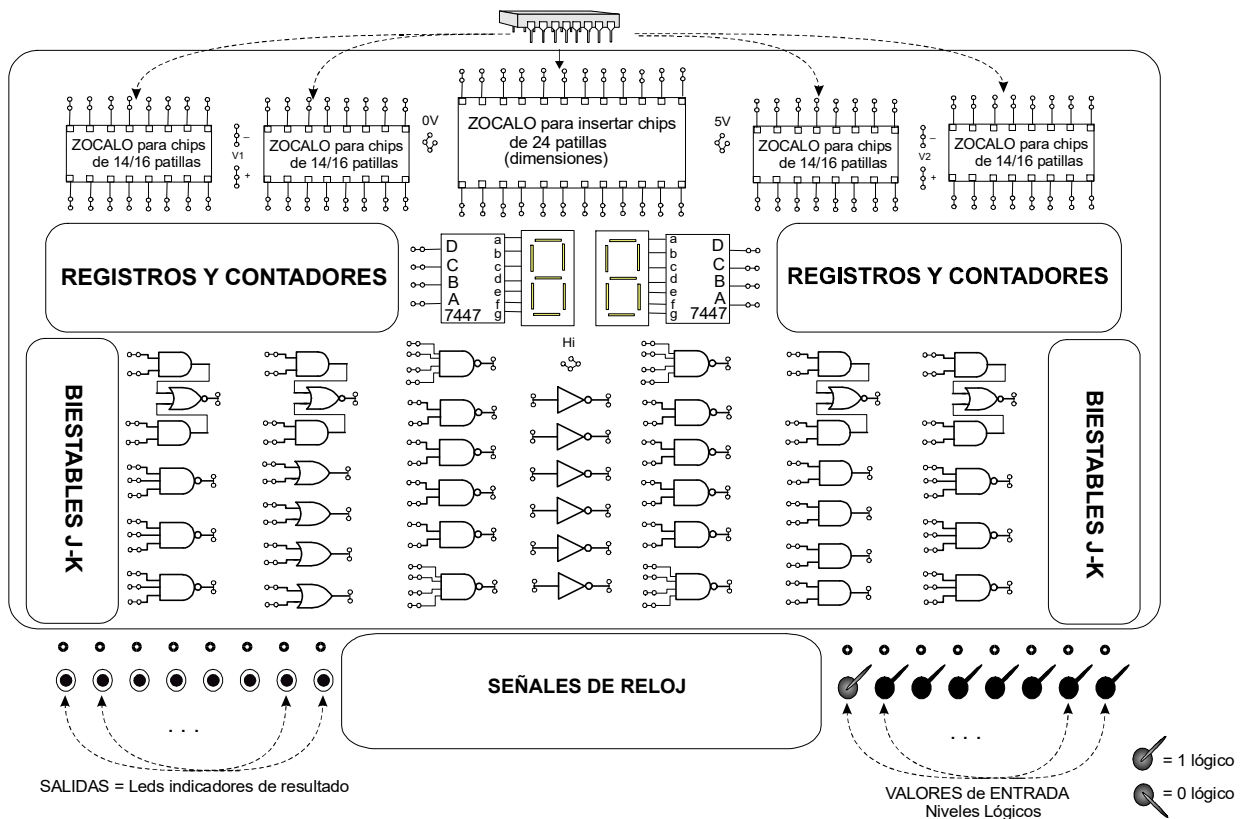 ZOCALO para chips
de 14/16 patillas
–
V1
+
ZOCALO para chips
de 14/16 patillas
0V
ZOCALO para insertar chips
de 24 patillas
(dimensiones)
5V
ZOCALO para chips
de 14/16 patillas
–
V2
+
ZOCALO para chips
de 14/16 patillas
REGISTROS Y CONTADORES
D
C
B
A
7447
a
b
c
d
e
f
g
a
b
c
d
e
f
g
D
C
B
A
7447
REGISTROS Y CONTADORES
Hi
BIESTABLES J-K
BIESTABLES J-K
SEÑALES DE RELOJ
. . .
SALIDAS = Leds indicadores de resultado
. . .
VALORES de ENTRADA
Niveles Lógicos
= 1 lógico
= 0 lógico